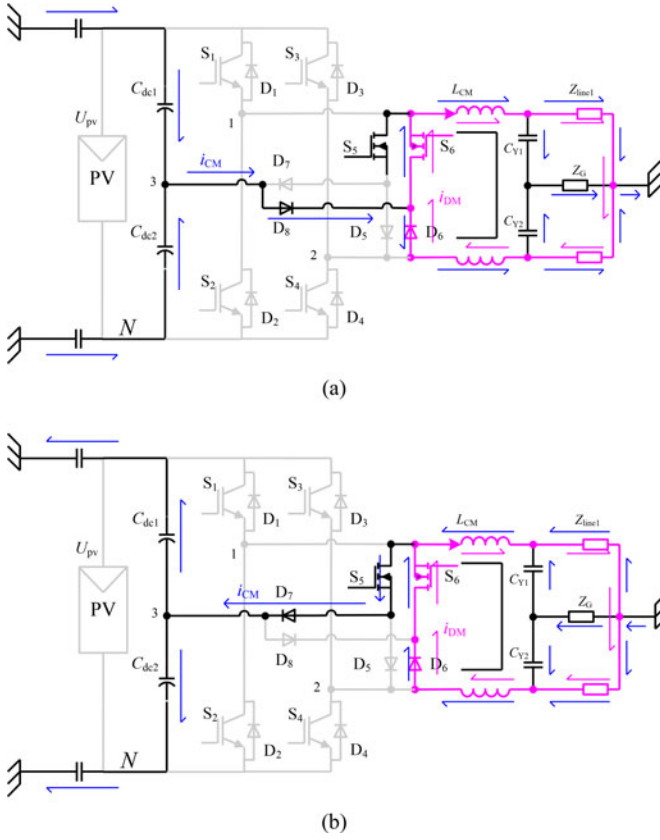 S1 S3
Cdc1 D1 D3 LCM Zline1
Upv 1 CY1
S5 S6
PV iCM D7 ZG
3 iDM
D8 CY2
Cdc2 D5 D6
S2 S4 2
N D2 D4
(a)
S1 S3
Cdc1 D1 D3 LCM Zline1
Upv 1 CY1
S5 S6
PV iCM D7 ZG
3 iDM
D8 CY2
Cdc2 D5 D6
S2 S4 2
N D2 D4
(b)